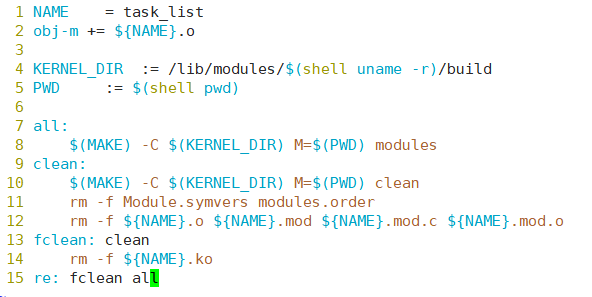 1 NAME    = task_list
2 obj-m += ${NAME}.o
3
4 KERNEL_DIR  := /lib/modules/$(shell uname -r)/build
5 PWD     := $(shell pwd)
6
7 all:
8     $(MAKE) -C $(KERNEL_DIR) M=$(PWD) modules
9 clean:
10     $(MAKE) -C $(KERNEL_DIR) M=$(PWD) clean
11     rm -f Module.symvers modules.order
12     rm -f ${NAME}.o ${NAME}.mod ${NAME}.mod.c ${NAME}.mod.o
13 fclean: clean
14     rm -f ${NAME}.ko
15 re: fclean all